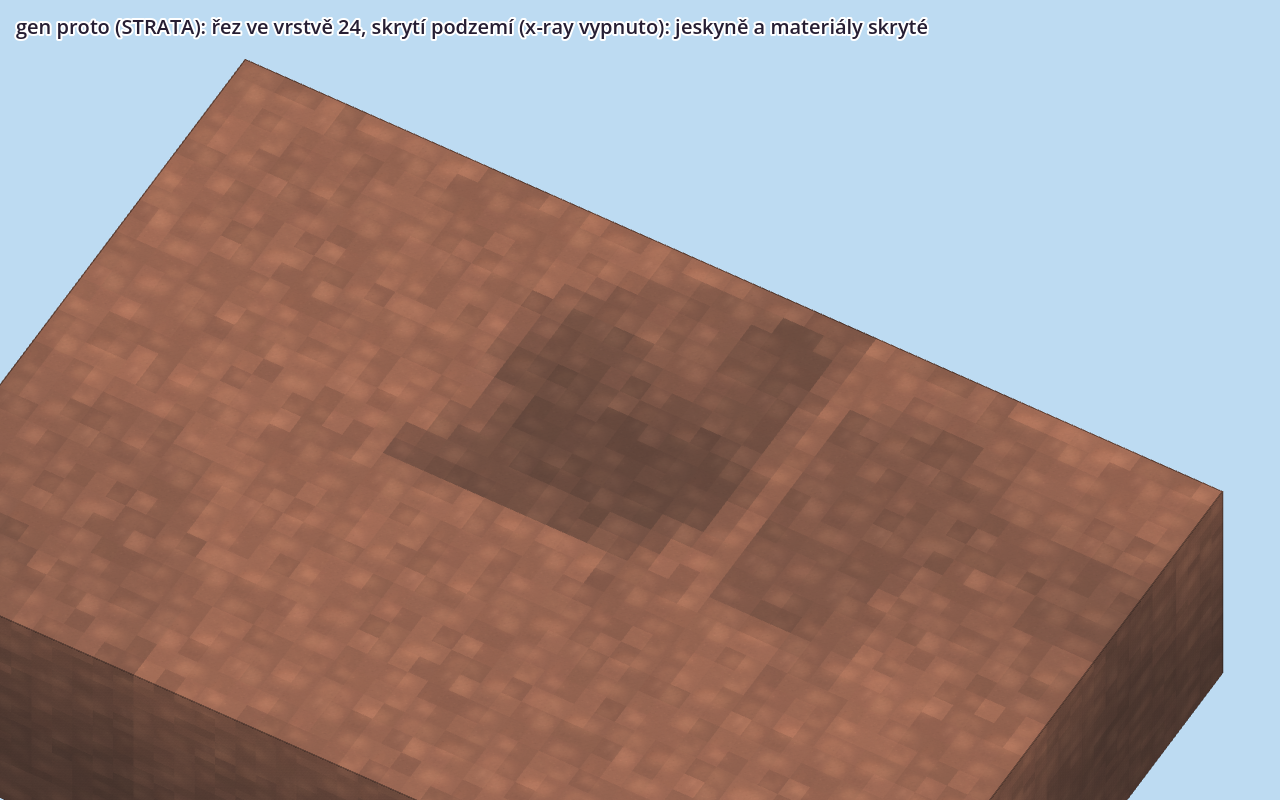 gen proto (STRATA): řez ve vrstvě 24, skrytí podzemí (x-ray vypnuto): jeskyně a materiály skryté